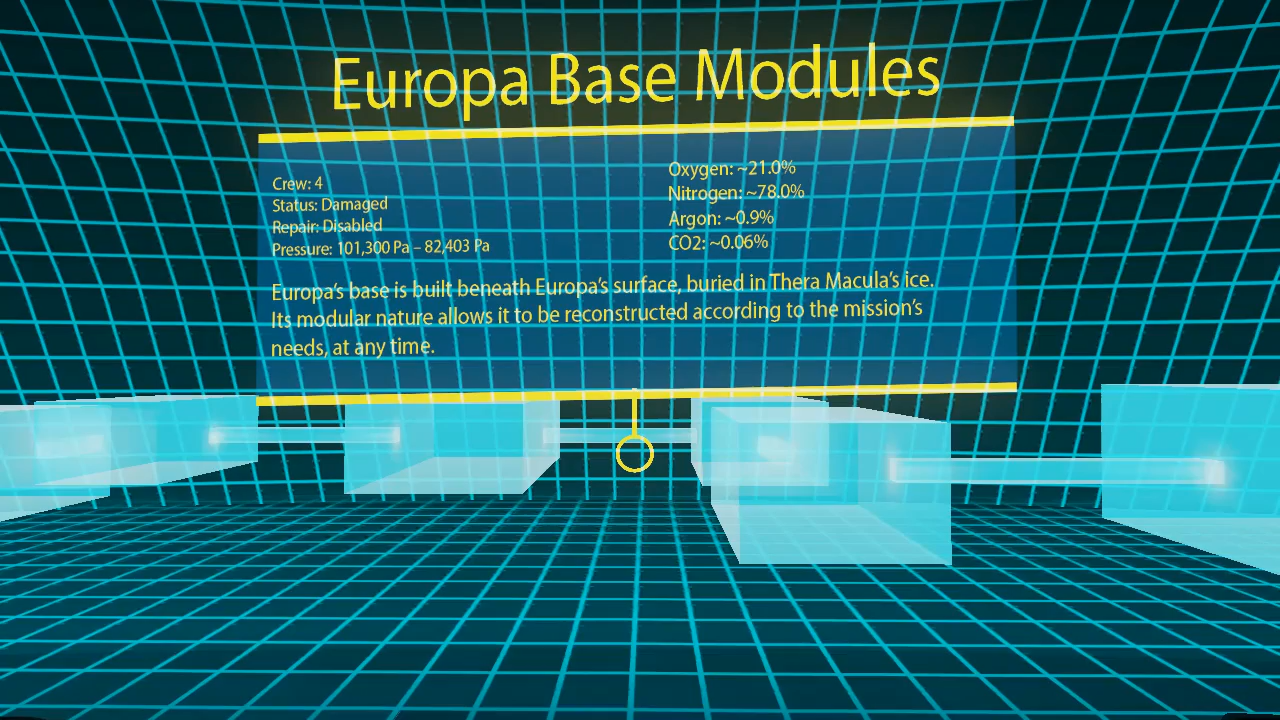 Europa Base Modules
Crew: 4
Status: Damaged
Repair: Disabled
Pressure: 101,300 Pa – 82,403 Pa
Oxygen: ~21.0%
Nitrogen: ~78.0%
Argon: ~0.9%
CO2: ~0.06%
Europa's base is built beneath Europa's surface, buried in Thera Macula's ice.
Its modular nature allows it to be reconstructed according to the mission's
needs, at any time.